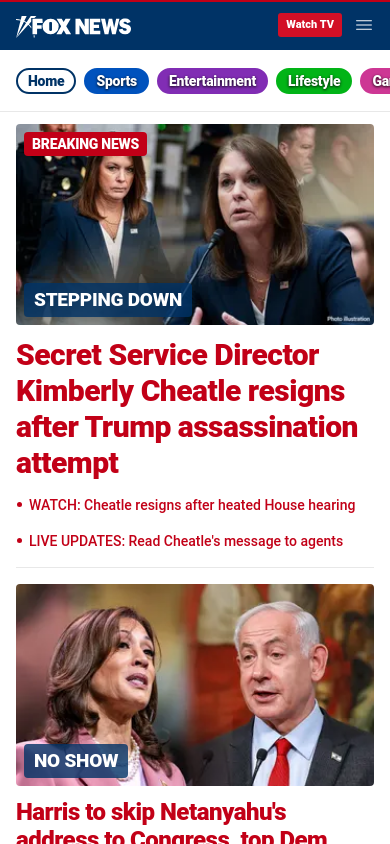 FOX NEWS
Watch TV
Home Sports Entertainment Lifestyle Ga
BREAKING NEWS
STEPPING DOWN
Photo Illustration
Secret Service Director
Kimberly Cheatle resigns
after Trump assassination
attempt
• WATCH: Cheatle resigns after heated House hearing
• LIVE UPDATES: Read Cheatle's message to agents
NO SHOW
Harris to skip Netanyahu's
address to Congress, top Dem